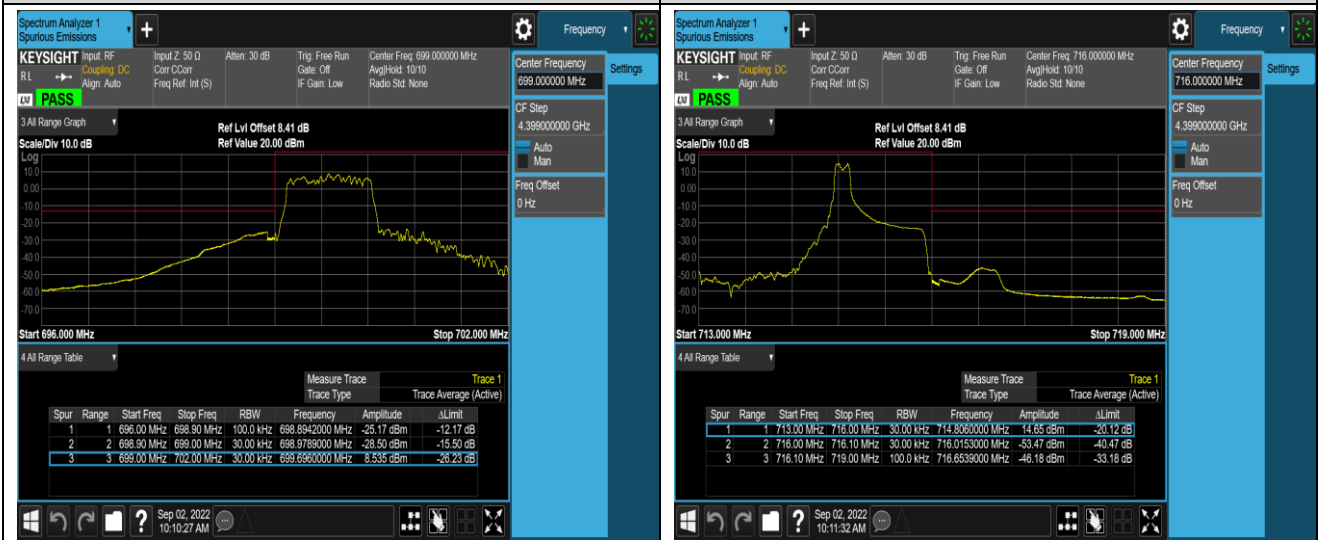 Spectrum Analyzer 1
Spurious Emissions
+
Frequency
KEYSIGHT Input: RF Input Z: 50 Ω Atten: 30 dB Trig: Free Run Center Freq: 699.000000 MHz
RL Coupling: DC Corr CCorr Gate: Off Avg|Hold: 10/10
Align: Auto Freq Ref: Int (S) IF Gain: Low Radio Std: None
LXI PASS
Center Frequency
699.000000 MHz
Settings
CF Step
4.399000000 GHz
Auto
Man
Freq Offset
0 Hz
3 All Range Graph
Ref Lvl Offset 8.41 dB
Scale/Div 10.0 dB Ref Value 20.00 dBm
Log
10.0
0.00
-10.0
-20.0
-30.0
-40.0
-50.0
-60.0
-70.0
Start 696.000 MHz Stop 702.000 MHz
4 All Range Table
Measure Trace Trace 1
Trace Type Trace Average (Active)
Spur Range Start Freq Stop Freq RBW Frequency Amplitude ΔLimit
1 1 696.00 MHz 698.90 MHz 100.0 kHz 698.8942000 MHz -25.17 dBm -12.17 dB
2 2 698.90 MHz 699.00 MHz 30.00 kHz 698.9789000 MHz -28.50 dBm -15.50 dB
3 3 699.00 MHz 702.00 MHz 30.00 kHz 699.6960000 MHz 8.535 dBm -26.23 dB
?
Sep 02, 2022
10:10:27 AM
Spectrum Analyzer 1
Spurious Emissions
+
Frequency
KEYSIGHT Input: RF Input Z: 50 Ω Atten: 30 dB Trig: Free Run Center Freq: 716.000000 MHz
RL Coupling: DC Corr CCorr Gate: Off Avg|Hold: 10/10
Align: Auto Freq Ref: Int (S) IF Gain: Low Radio Std: None
LXI PASS
Center Frequency
716.000000 MHz
Settings
CF Step
4.399000000 GHz
Auto
Man
Freq Offset
0 Hz
3 All Range Graph
Ref Lvl Offset 8.41 dB
Scale/Div 10.0 dB Ref Value 20.00 dBm
Log
10.0
0.00
-10.0
-20.0
-30.0
-40.0
-50.0
-60.0
-70.0
Start 713.000 MHz Stop 719.000 MHz
4 All Range Table
Measure Trace Trace 1
Trace Type Trace Average (Active)
Spur Range Start Freq Stop Freq RBW Frequency Amplitude ΔLimit
1 1 713.00 MHz 716.00 MHz 30.00 kHz 714.8060000 MHz 14.65 dBm -20.12 dB
2 2 716.00 MHz 716.10 MHz 30.00 kHz 716.0153000 MHz -53.47 dBm -40.47 dB
3 3 716.10 MHz 719.00 MHz 100.0 kHz 716.6539000 MHz -46.18 dBm -33.18 dB
?
Sep 02, 2022
10:11:32 AM